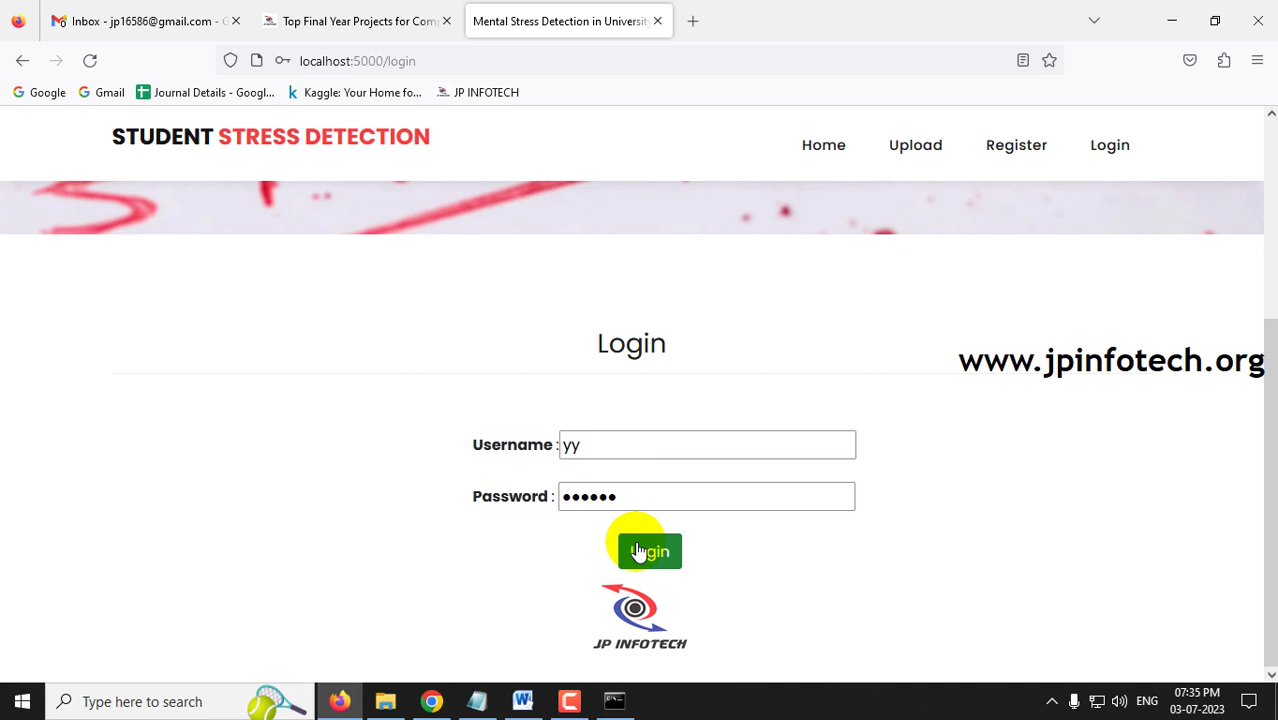 Inbox - jp16586@gmail.com - G
Top Final Year Projects for Comp
Mental Stress Detection in University
localhost:5000/login
Google
Gmail
Journal Details - Googl...
Kaggle: Your Home fo...
JP INFOTECH
STUDENT STRESS DETECTION
Home
Upload
Register
Login
Login
www.jpinfotech.org
Username :
yy
Password :
••••••
Login
JP INFOTECH
Type here to search
ENG
07:35 PM
03-07-2023